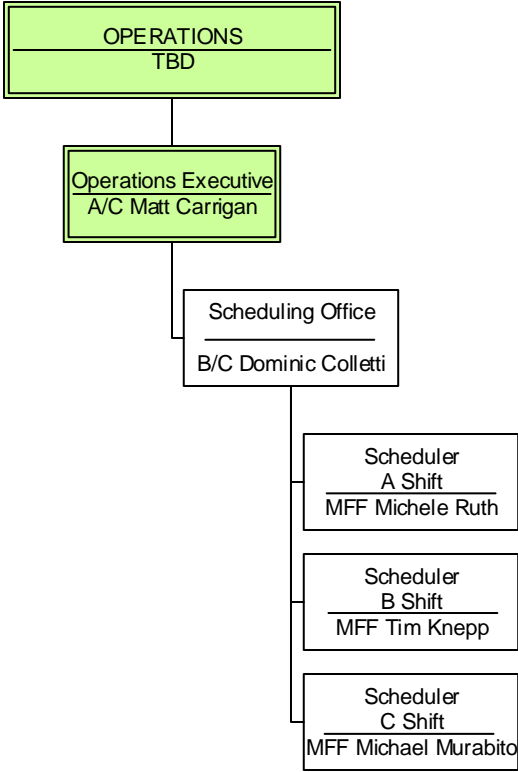 OPERATIONS
TBD
Operations Executive
A/C Matt Carrigan
Scheduling Office
B/C Dominic Colletti
Scheduler
A Shift
MFF Michele Ruth
Scheduler
B Shift
MFF Tim Knepp
Scheduler
C Shift
MFF Michael Murabito